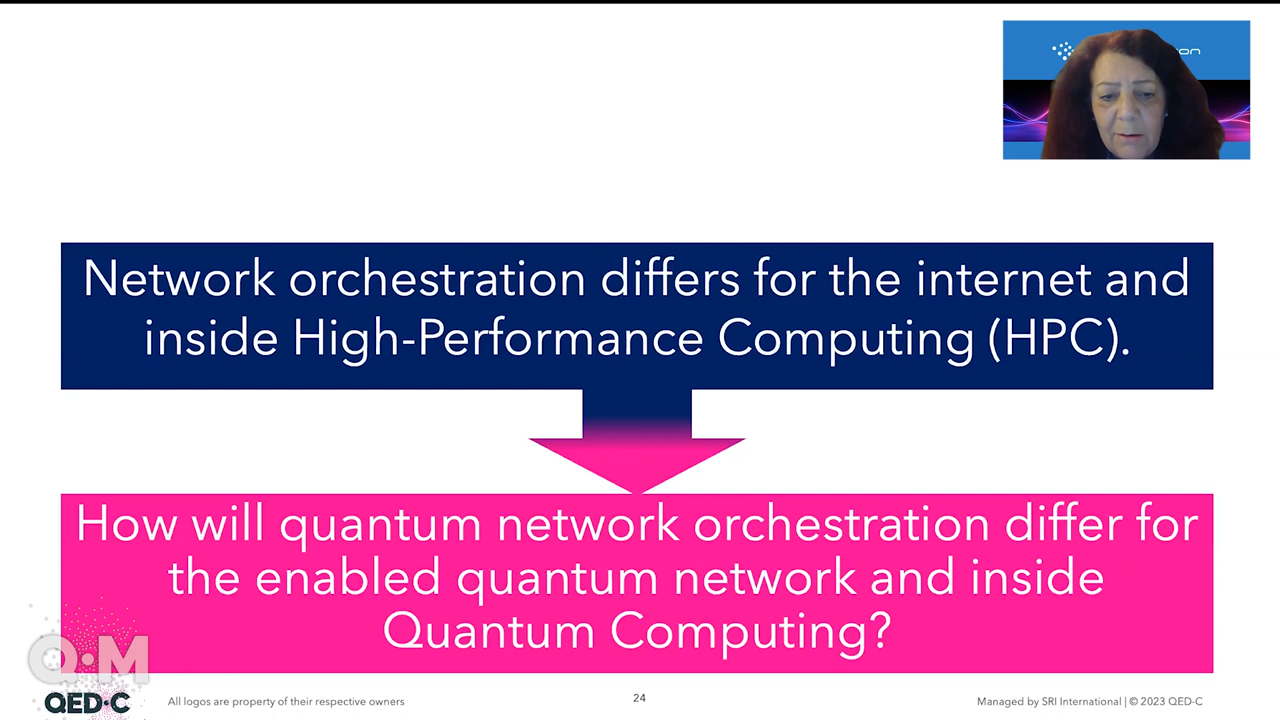 on
Network orchestration differs for the internet and
inside High-Performance Computing (HPC).
How will quantum network orchestration differ for
the enabled quantum network and inside
Quantum Computing?
Q·M
QED·C
All logos are property of their respective owners
24
Managed by SRI International | © 2023 QED-C